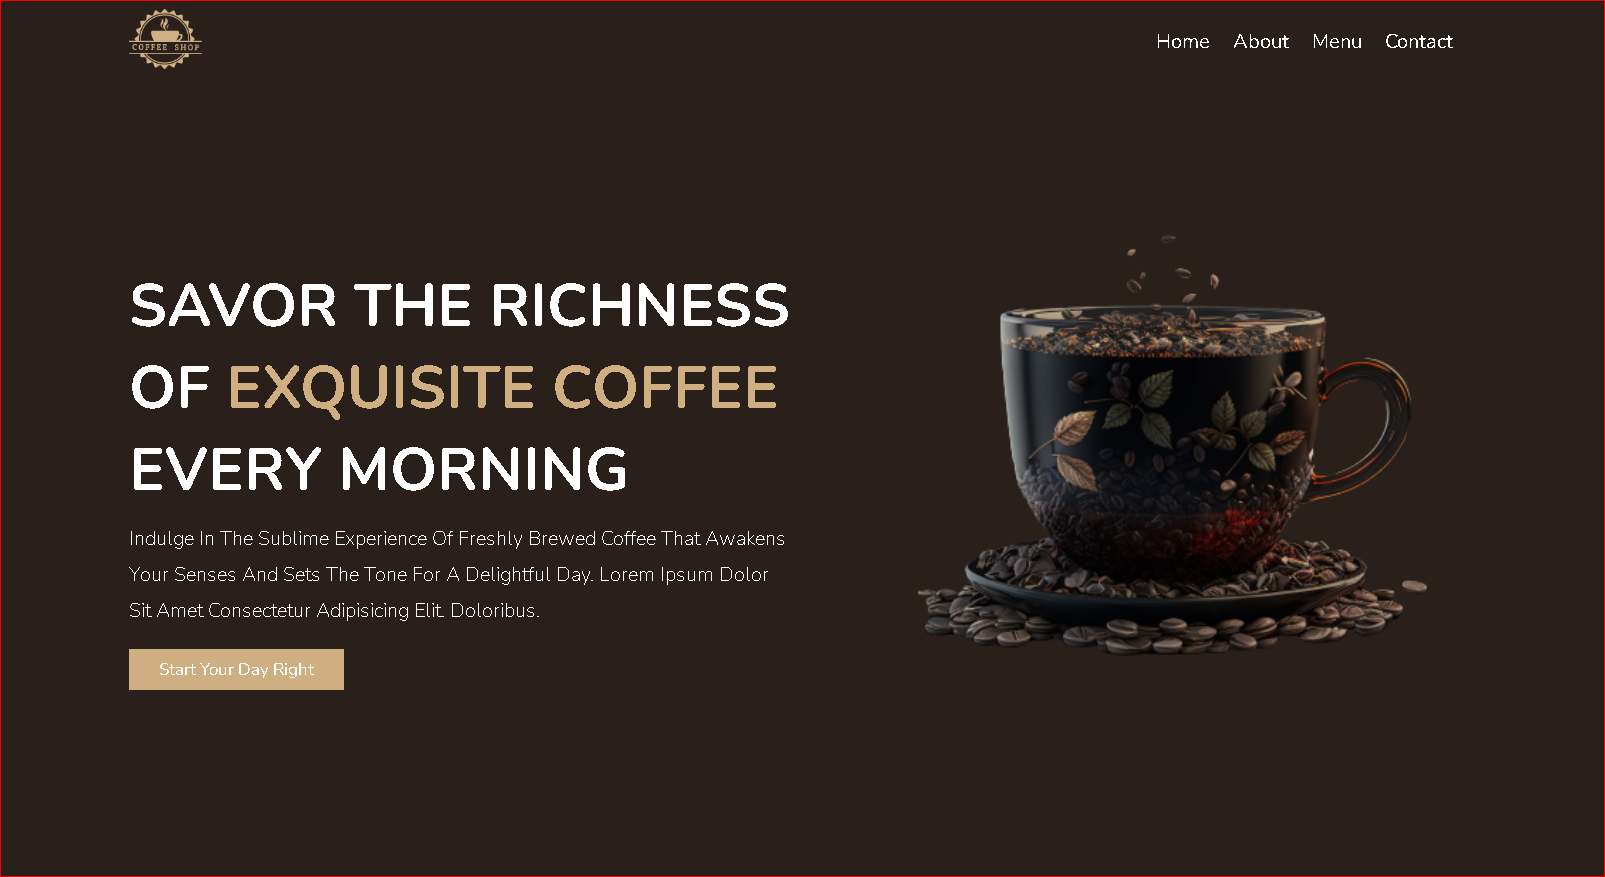 COFFEE SHOP
Home About Menu Contact
SAVOR THE RICHNESS
OF EXQUISITE COFFEE
EVERY MORNING
Indulge In The Sublime Experience Of Freshly Brewed Coffee That Awakens
Your Senses And Sets The Tone For A Delightful Day. Lorem Ipsum Dolor
Sit Amet Consectetur Adipisicing Elit. Doloribus.
Start Your Day Right